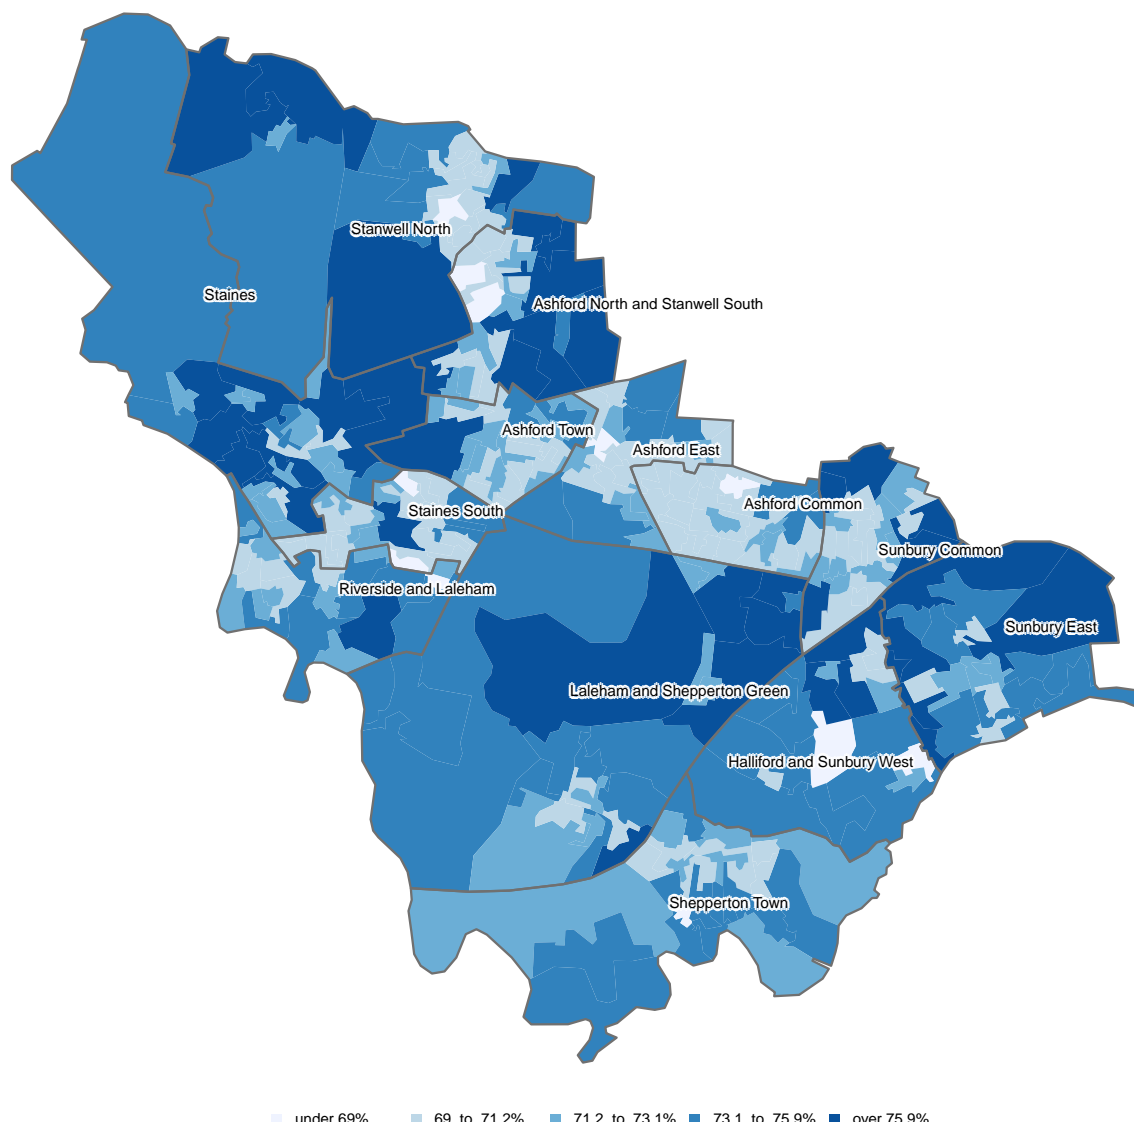 Stanwell North
Staines
Ashford North and Stanwell South
Ashford Town
Ashford East
Ashford Common
Staines South
Sunbury Common
Riverside and Laleham
Sunbury East
Laleham and Shepperton Green
Halliford and Sunbury West
Shepperton Town
under 69% 69 to 71.2% 71.2 to 73.1% 73.1 to 75.9% over 75.9%